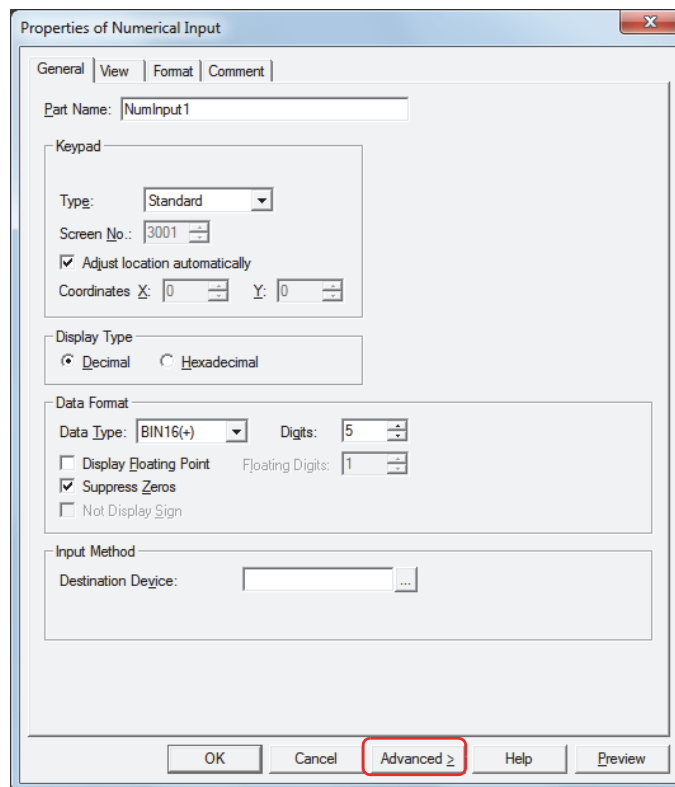 Properties of Numerical Input
General View Format Comment
Part Name: NumInput1
Keypad
Type: Standard
Screen No.: 3001
Adjust location automatically
Coordinates X: 0 Y: 0
Display Type
Decimal Hexadecimal
Data Format
Data Type: BIN16(+) Digits: 5
Display Floating Point Floating Digits: 1
Suppress Zeros
Not Display Sign
Input Method
Destination Device: ...
OK Cancel Advanced > Help Preview